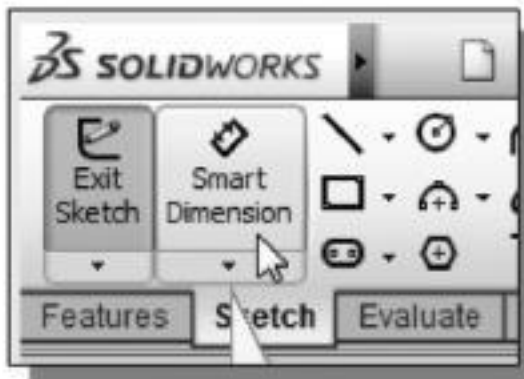 SOLIDWORKS
Exit
Sketch
Smart
Dimension
Features
Sketch
Evaluate